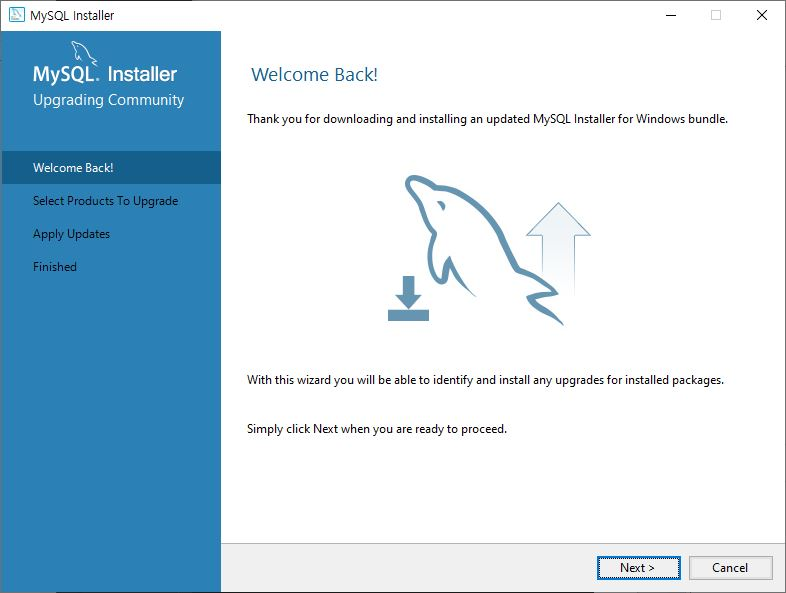 MySQL Installer
MySQL. Installer
Upgrading Community
Welcome Back!
Select Products To Upgrade
Apply Updates
Finished
Welcome Back!
Thank you for downloading and installing an updated MySQL Installer for Windows bundle.
With this wizard you will be able to identify and install any upgrades for installed packages.
Simply click Next when you are ready to proceed.
Next >
Cancel